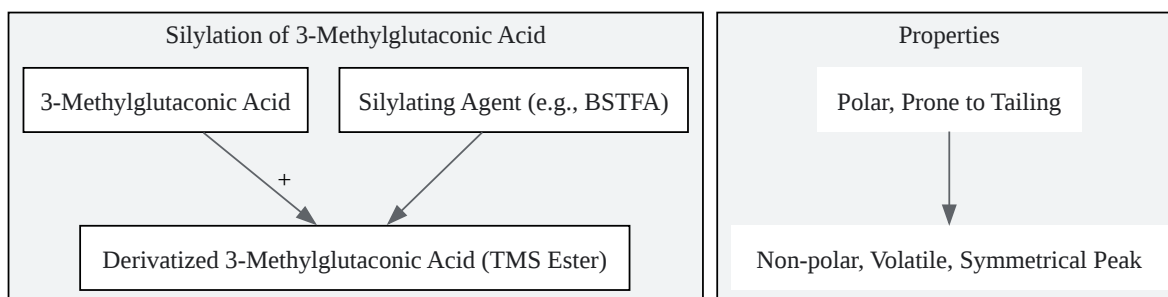 Silylation of 3-Methylglutaconic Acid
3-Methylglutaconic Acid
Silylating Agent (e.g., BSTFA)
+
Derivatized 3-Methylglutaconic Acid (TMS Ester)
Properties
Polar, Prone to Tailing
Non-polar, Volatile, Symmetrical Peak